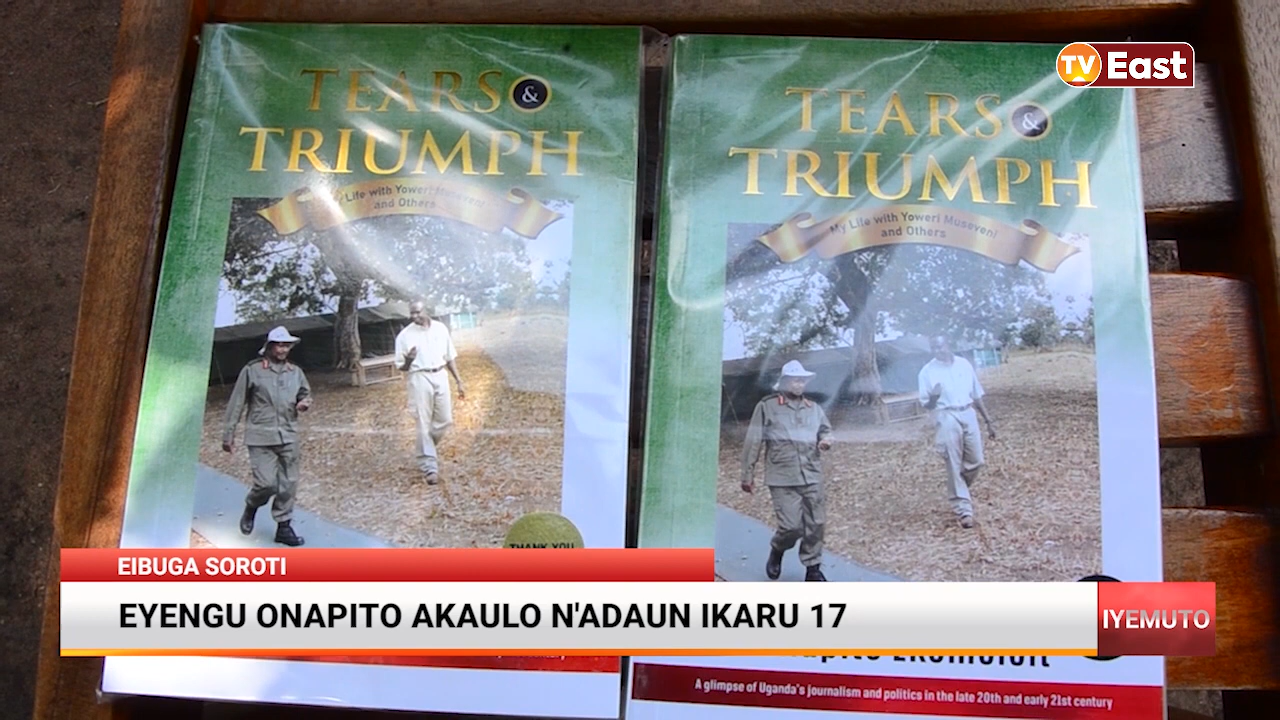 TV East
TEARS &
TRIUMPH
Life with Yoweri Museveni
and Others
THANK YOU
TEARS &
TRIUMPH
My Life with Yoweri Museveni
and Others
EIBUGA SOROTI
EYENGU ONAPITO AKAULO N'ADAUN IKARU 17
IYEMUTO
A glimpse of Uganda's journalism and politics in the late 20th and early 21st century